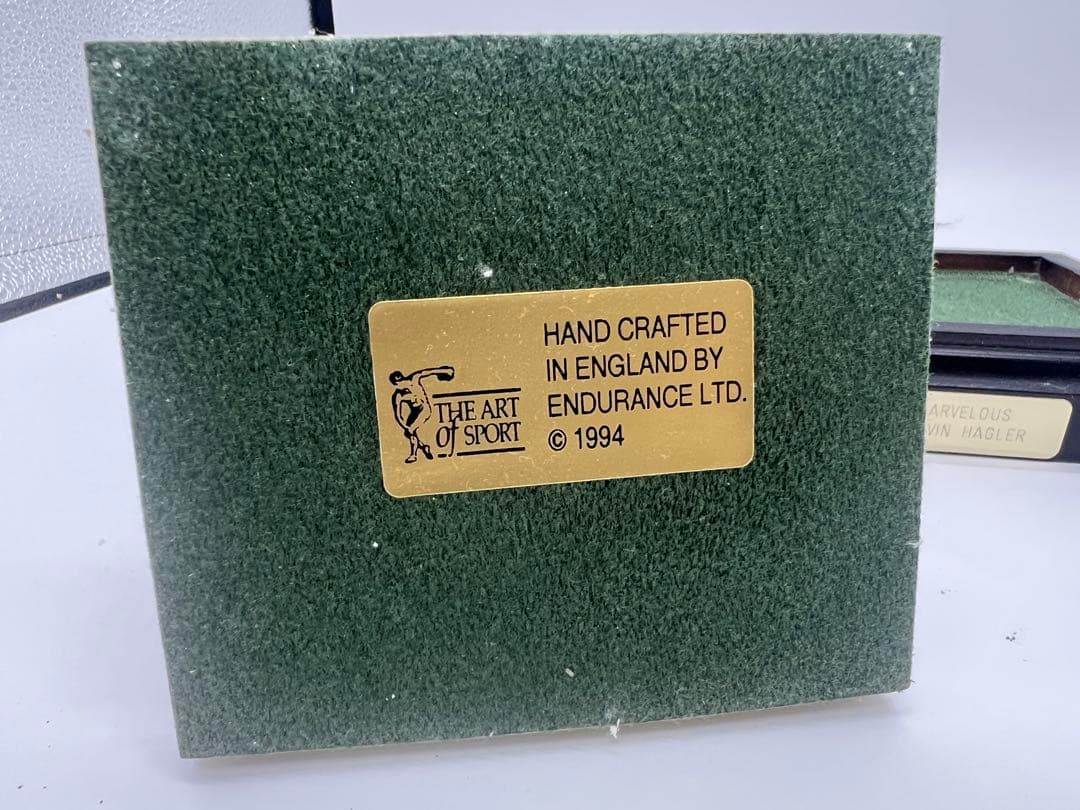 HAND CRAFTED
IN ENGLAND BY
ENDURANCE LTD.
© 1994
THE ART
of SPORT
ARVELOUS
VIN HAGLER